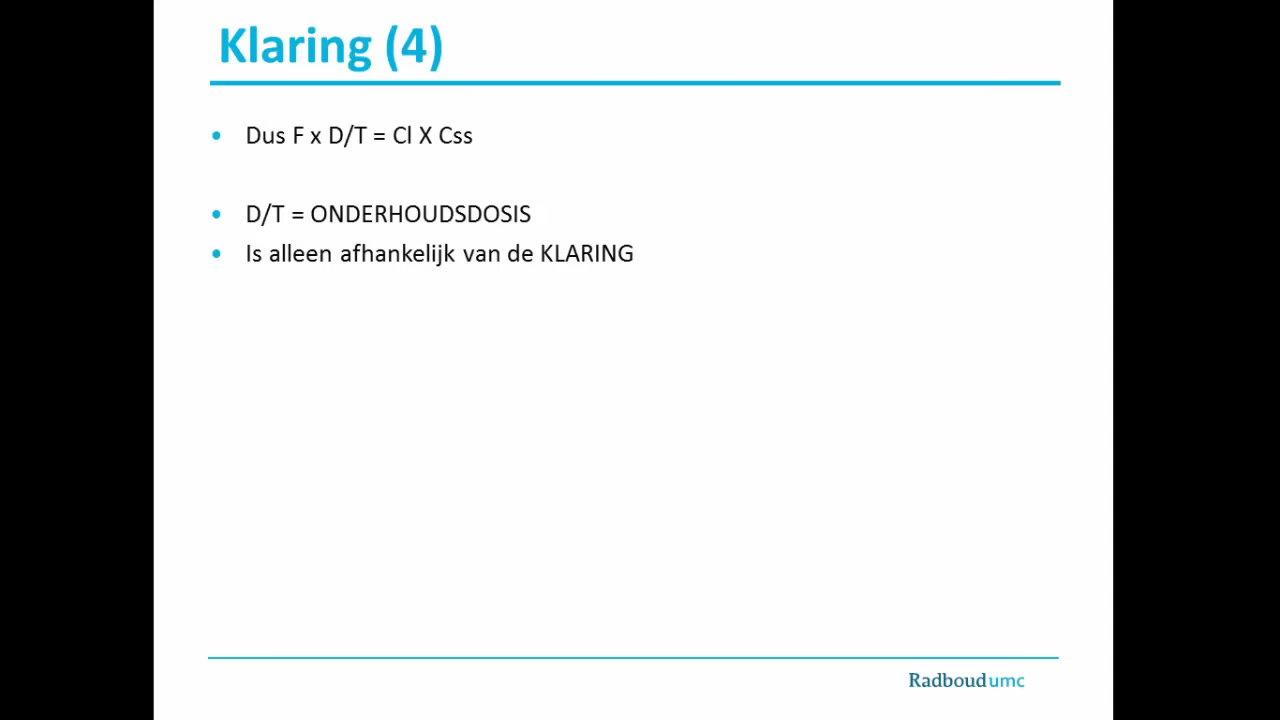 Klaring (4)
• Dus F x D/T = Cl X Css
• D/T = ONDERHOUDSDOSIS
• Is alleen afhankelijk van de KLARING
Radboudumc